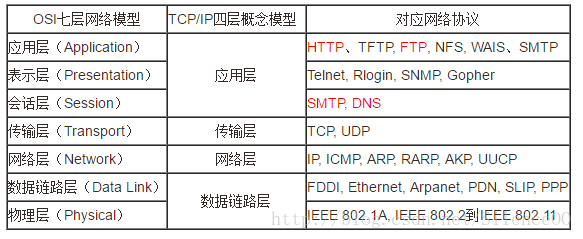 OSI七层网络模型 TCP/IP四层概念模型 对应网络协议
应用层（Application） HTTP、TFTP, FTP, NFS, WAIS、SMTP
表示层（Presentation） 应用层 Telnet, Rlogin, SNMP, Gopher
会话层（Session） SMTP, DNS
传输层（Transport） 传输层 TCP, UDP
网络层（Network） 网络层 IP, ICMP, ARP, RARP, AKP, UUCP
数据链路层（Data Link） 数据链路层 FDDI, Ethernet, Arpanet, PDN, SLIP, PPP
物理层（Physical） IEEE 802.1A, IEEE 802.2到IEEE 802.11